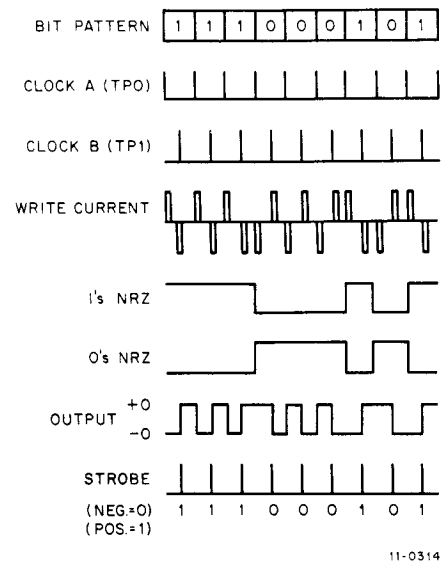 BIT PATTERN 1 1 1 0 0 0 1 0 1
CLOCK A (TP0)
CLOCK B (TP1)
WRITE CURRENT
1's NRZ
0's NRZ
OUTPUT +0
-0
STROBE
(NEG.=0) 1 1 1 0 0 0 1 0 1
(POS.=1)
11-0314